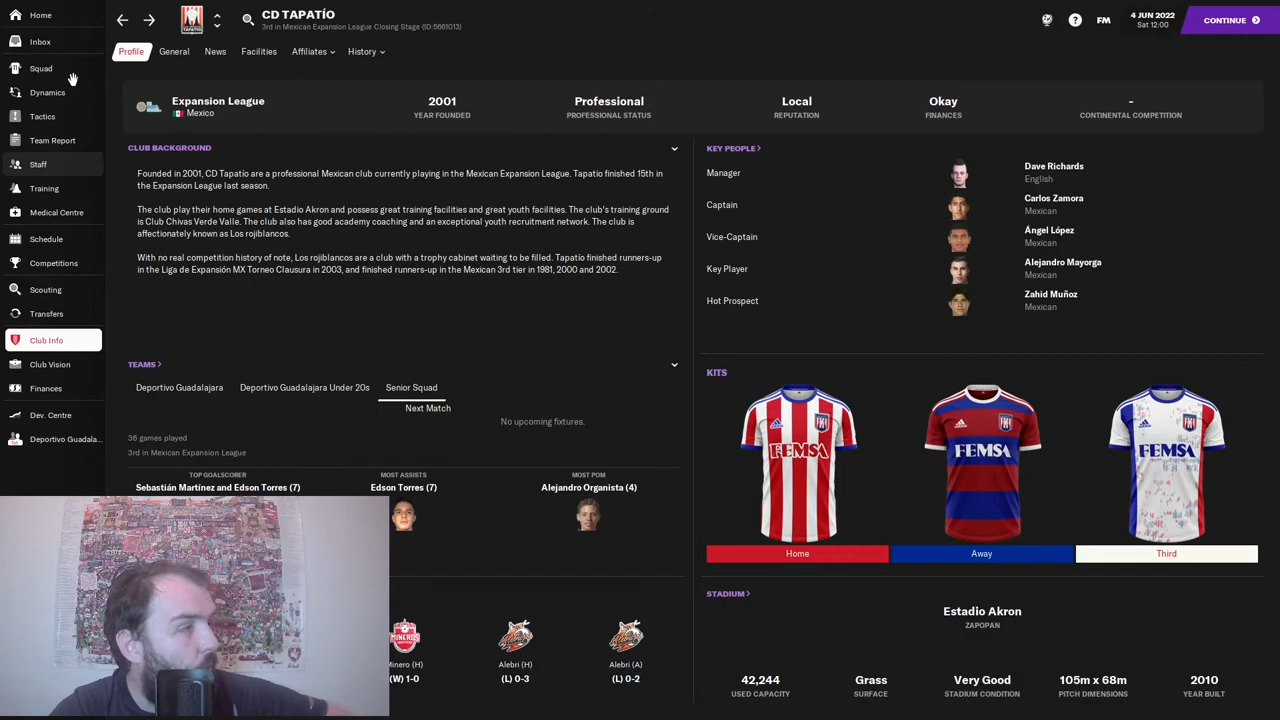 Home
Inbox
Squad
Dynamics
Tactics
Team Report
Staff
Training
Medical Centre
Schedule
Competitions
Scouting
Transfers
Club Info
Club Vision
Finances
Dev. Centre
Deportivo Guadala...
CD TAPATÍO
3rd in Mexican Expansion League Closing Stage (ID:5661013)
FM
4 JUN 2022
Sat 12:00
CONTINUE
Profile
General
News
Facilities
Affiliates
History
Expansion League
Mexico
2001
YEAR FOUNDED
Professional
PROFESSIONAL STATUS
Local
REPUTATION
Okay
FINANCES
-
CONTINENTAL COMPETITION
CLUB BACKGROUND
Founded in 2001, CD Tapatío are a professional Mexican club currently playing in the Mexican Expansion League. Tapatío finished 15th in
the Expansion League last season.
The club play their home games at Estadio Akron and possess great training facilities and great youth facilities. The club's training ground
is Club Chivas Verde Valle. The club also has good academy coaching and an exceptional youth recruitment network. The club is
affectionately known as Los rojiblancos.
With no real competition history of note, Los rojiblancos are a club with a trophy cabinet waiting to be filled. Tapatío finished runners-up
in the Liga de Expansión MX Torneo Clausura in 2003, and finished runners-up in the Mexican 3rd tier in 1981, 2000 and 2002.
KEY PEOPLE >
Manager
Dave Richards
English
Captain
Carlos Zamora
Mexican
Vice-Captain
Ángel López
Mexican
Key Player
Alejandro Mayorga
Mexican
Hot Prospect
Zahid Muñoz
Mexican
TEAMS >
Deportivo Guadalajara
Deportivo Guadalajara Under 20s
Senior Squad
Next Match
No upcoming fixtures.
36 games played
3rd in Mexican Expansion League
TOP GOALSCORER
Sebastián Martínez and Edson Torres (7)
MOST ASSISTS
Edson Torres (7)
MOST POM
Alejandro Organista (4)
MINEROS
Minero (H)
(W) 1-0
Alebri (H)
(L) 0-3
Alebri (A)
(L) 0-2
KITS
FEMSA
FEMSA
FEMSA
Home
Away
Third
STADIUM >
Estadio Akron
ZAPOPAN
42,244
USED CAPACITY
Grass
SURFACE
Very Good
STADIUM CONDITION
105m x 68m
PITCH DIMENSIONS
2010
YEAR BUILT